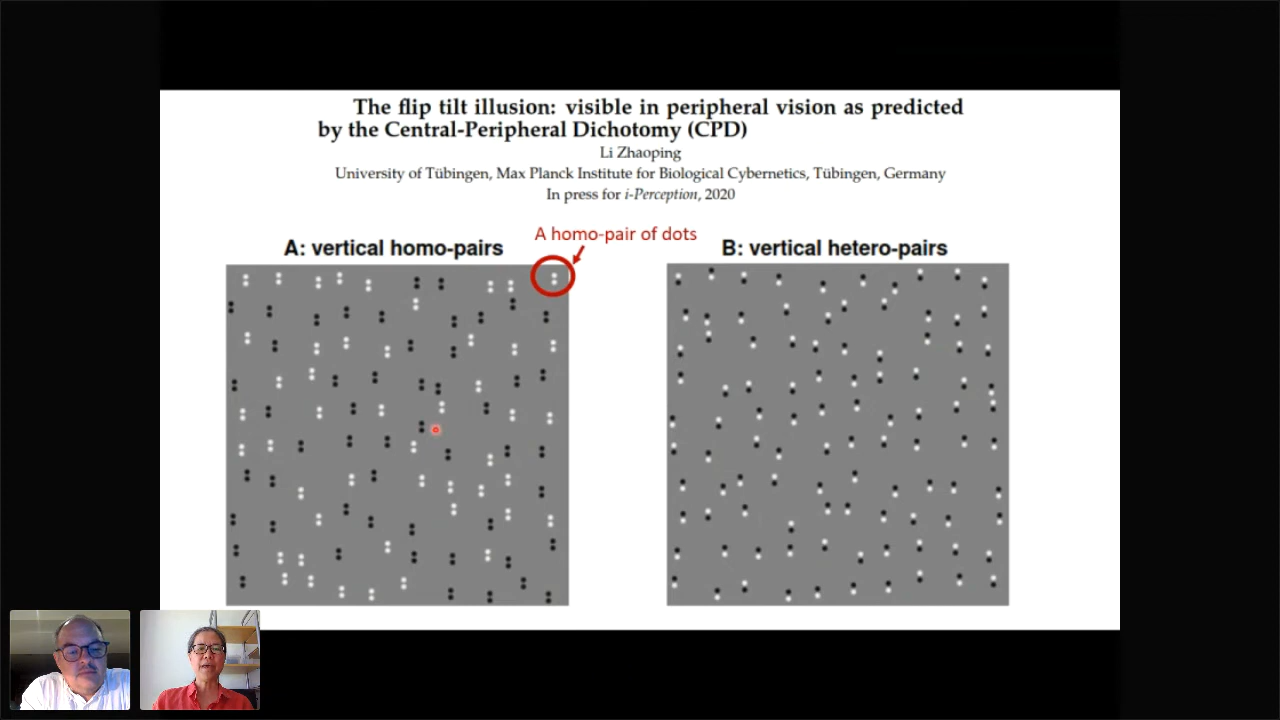 The flip tilt illusion: visible in peripheral vision as predicted
by the Central-Peripheral Dichotomy (CPD)
Li Zhaoping
University of Tübingen, Max Planck Institute for Biological Cybernetics, Tübingen, Germany
In press for i-Perception, 2020
A homo-pair of dots
A: vertical homo-pairs
B: vertical hetero-pairs